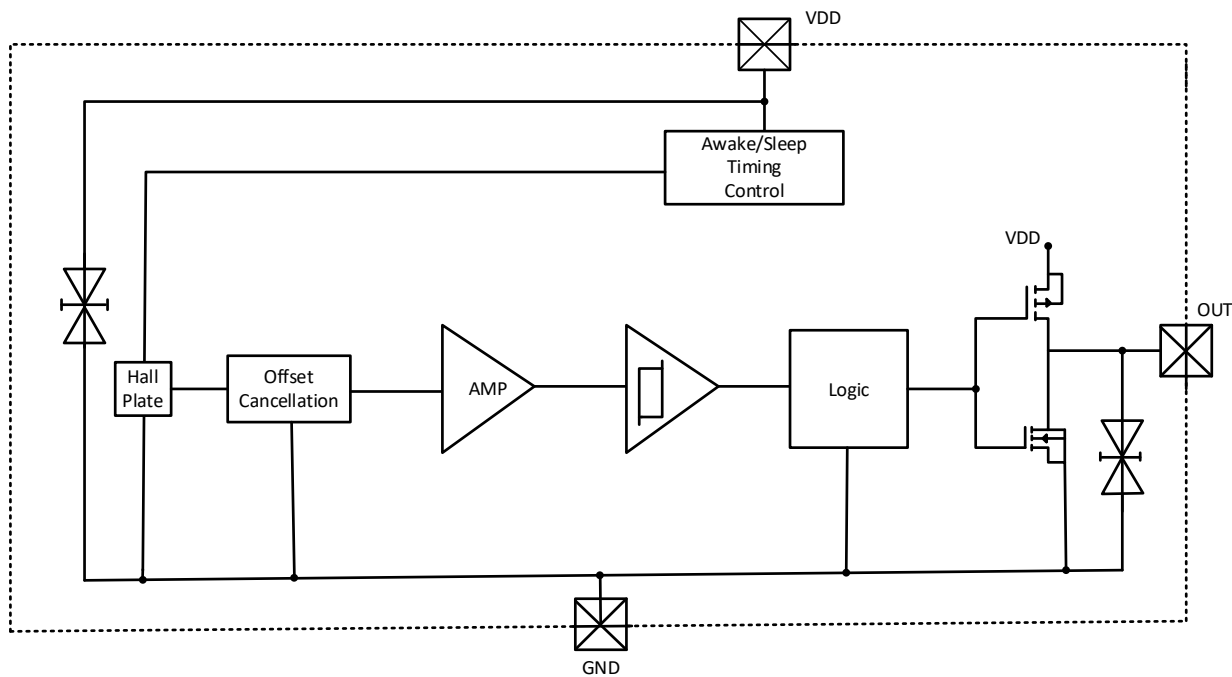 VDD
Awake/Sleep
Timing
Control
VDD
OUT
Hall
Plate
Offset
Cancellation
AMP
Logic
GND